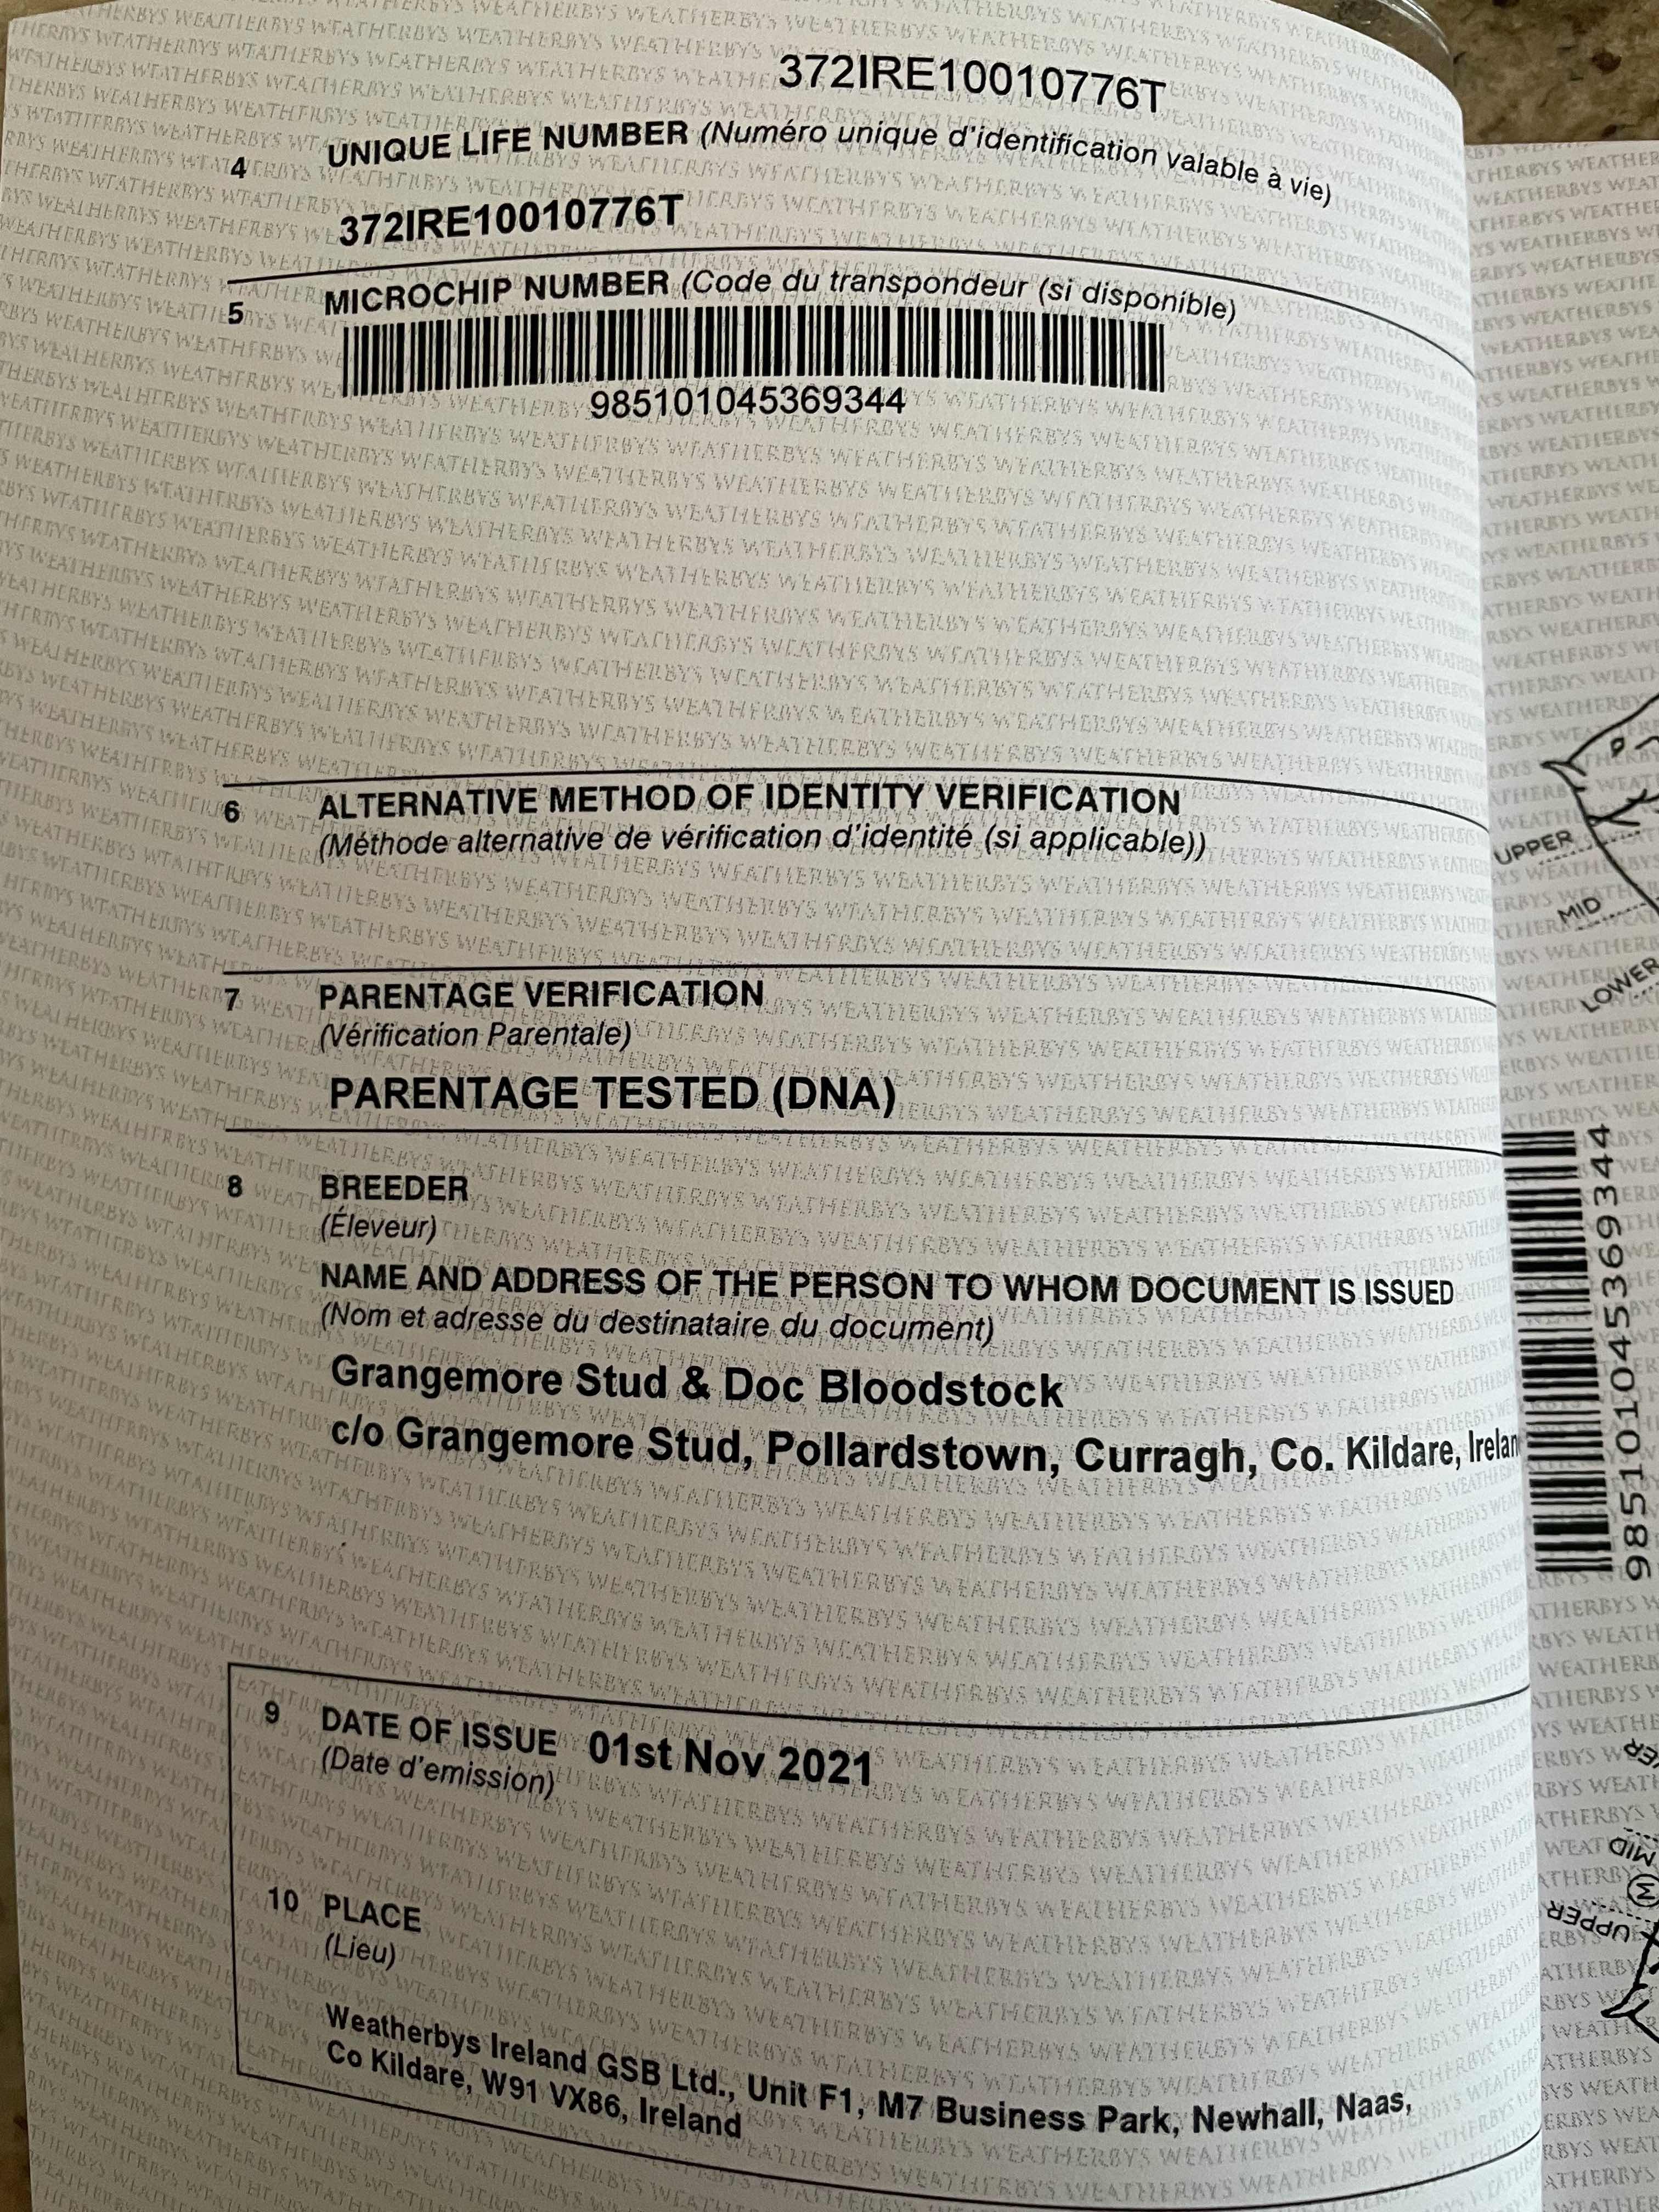 372IRE10010776T
4 UNIQUE LIFE NUMBER (Numéro unique d'identification valable à vie)
372IRE10010776T
5 MICROCHIP NUMBER (Code du transpondeur (si disponible)
985101045369344
6 ALTERNATIVE METHOD OF IDENTITY VERIFICATION
(Méthode alternative de vérification d'identité (si applicable))
7 PARENTAGE VERIFICATION
(Vérification Parentale)
PARENTAGE TESTED (DNA)
8 BREEDER
(Éleveur)
NAME AND ADDRESS OF THE PERSON TO WHOM DOCUMENT IS ISSUED
(Nom et adresse du destinataire du document)
Grangemore Stud & Doc Bloodstock
c/o Grangemore Stud, Pollardstown, Curragh, Co. Kildare, Irelan
9 DATE OF ISSUE 01st Nov 2021
(Date d'emission)
10 PLACE
(Lieu)
Weatherbys Ireland GSB Ltd., Unit F1, M7 Business Park, Newhall, Naas,
Co Kildare, W91 VX86, Ireland
UPPER
MID
LOWER
985101045369344
MID
M
UPPER
WEATHERBYS